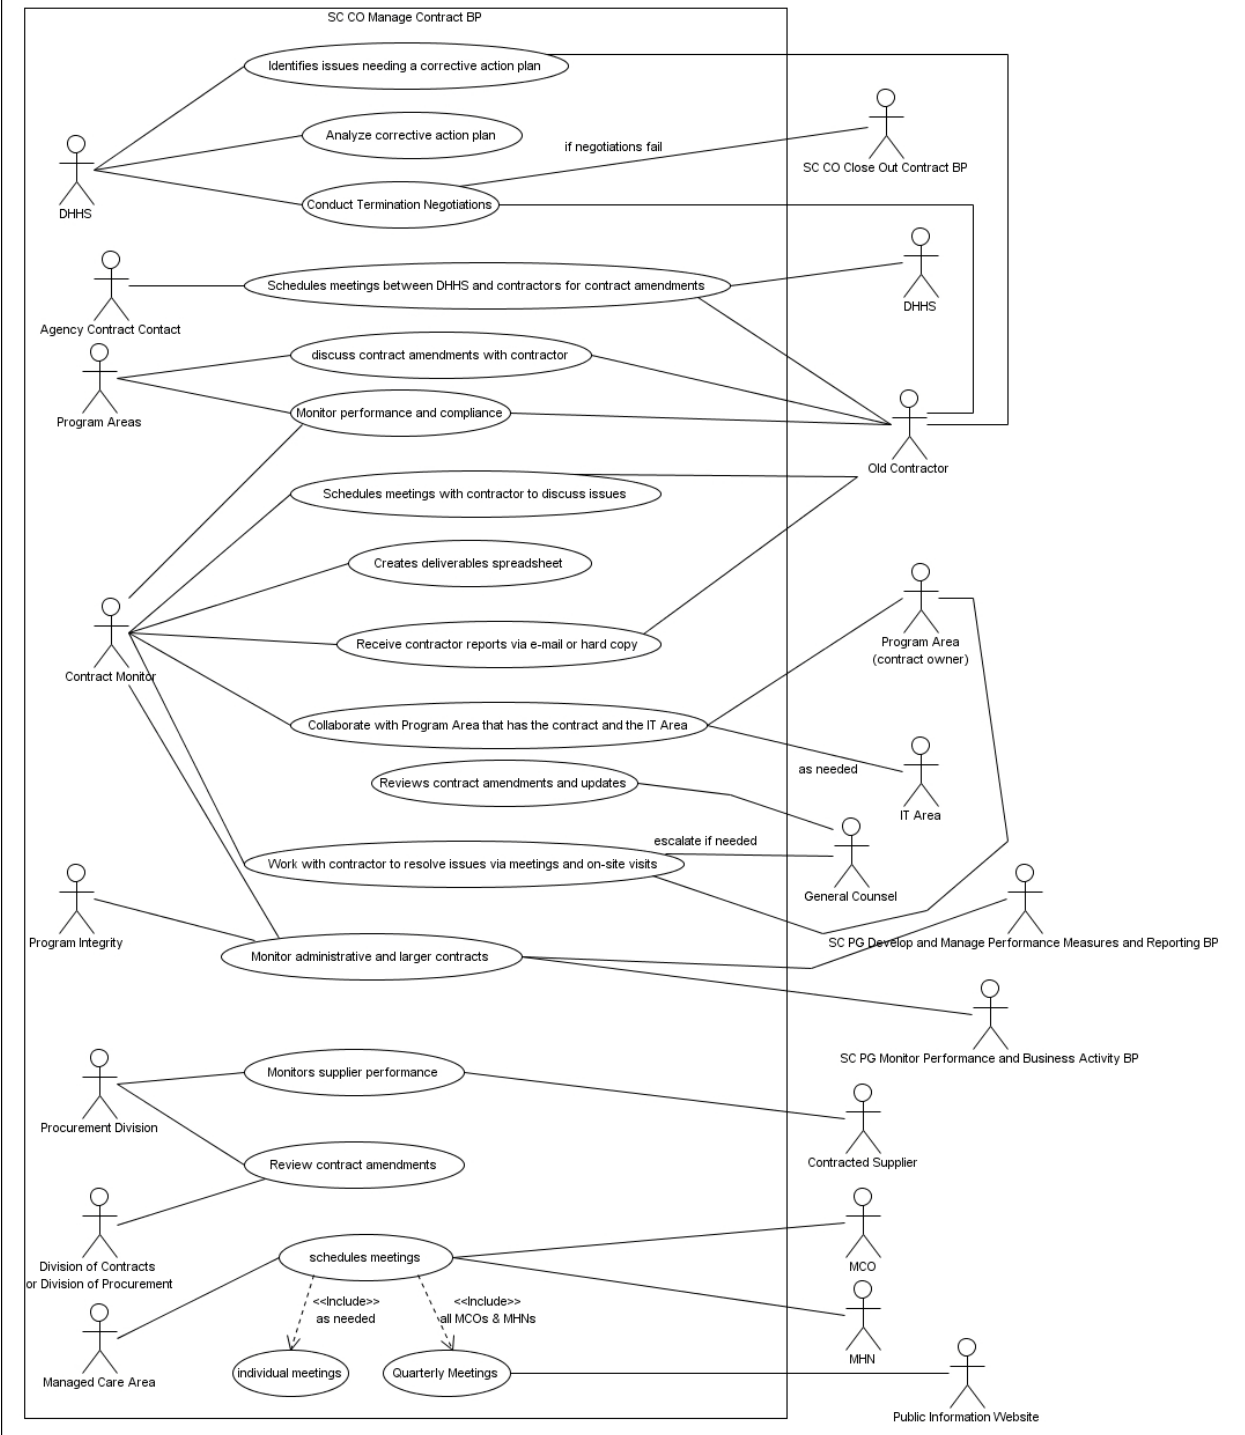 SC CO Manage Contract BP
Identifies issues needing a corrective action plan
Analyze corrective action plan
if negotiations fail
SC CO Close Out Contract BP
Conduct Termination Negotiations
DHHS
Schedules meetings between DHHS and contractors for contract amendments
DHHS
Agency Contract Contact
discuss contract amendments with contractor
Program Areas
Monitor performance and compliance
Old Contractor
Schedules meetings with contractor to discuss issues
Creates deliverables spreadsheet
Receive contractor reports via e-mail or hard copy
Program Area
(contract owner)
Contract Monitor
Collaborate with Program Area that has the contract and the IT Area
as needed
Reviews contract amendments and updates
IT Area
escalate if needed
Work with contractor to resolve issues via meetings and on-site visits
General Counsel
Program Integrity
SC PG Develop and Manage Performance Measures and Reporting BP
Monitor administrative and larger contracts
SC PG Monitor Performance and Business Activity BP
Monitors supplier performance
Procurement Division
Contracted Supplier
Review contract amendments
Division of Contracts
or Division of Procurement
schedules meetings
MCO
<<Include>>
as needed
<<Include>>
all MCOs & MHNs
MHN
individual meetings
Quarterly Meetings
Managed Care Area
Public Information Website